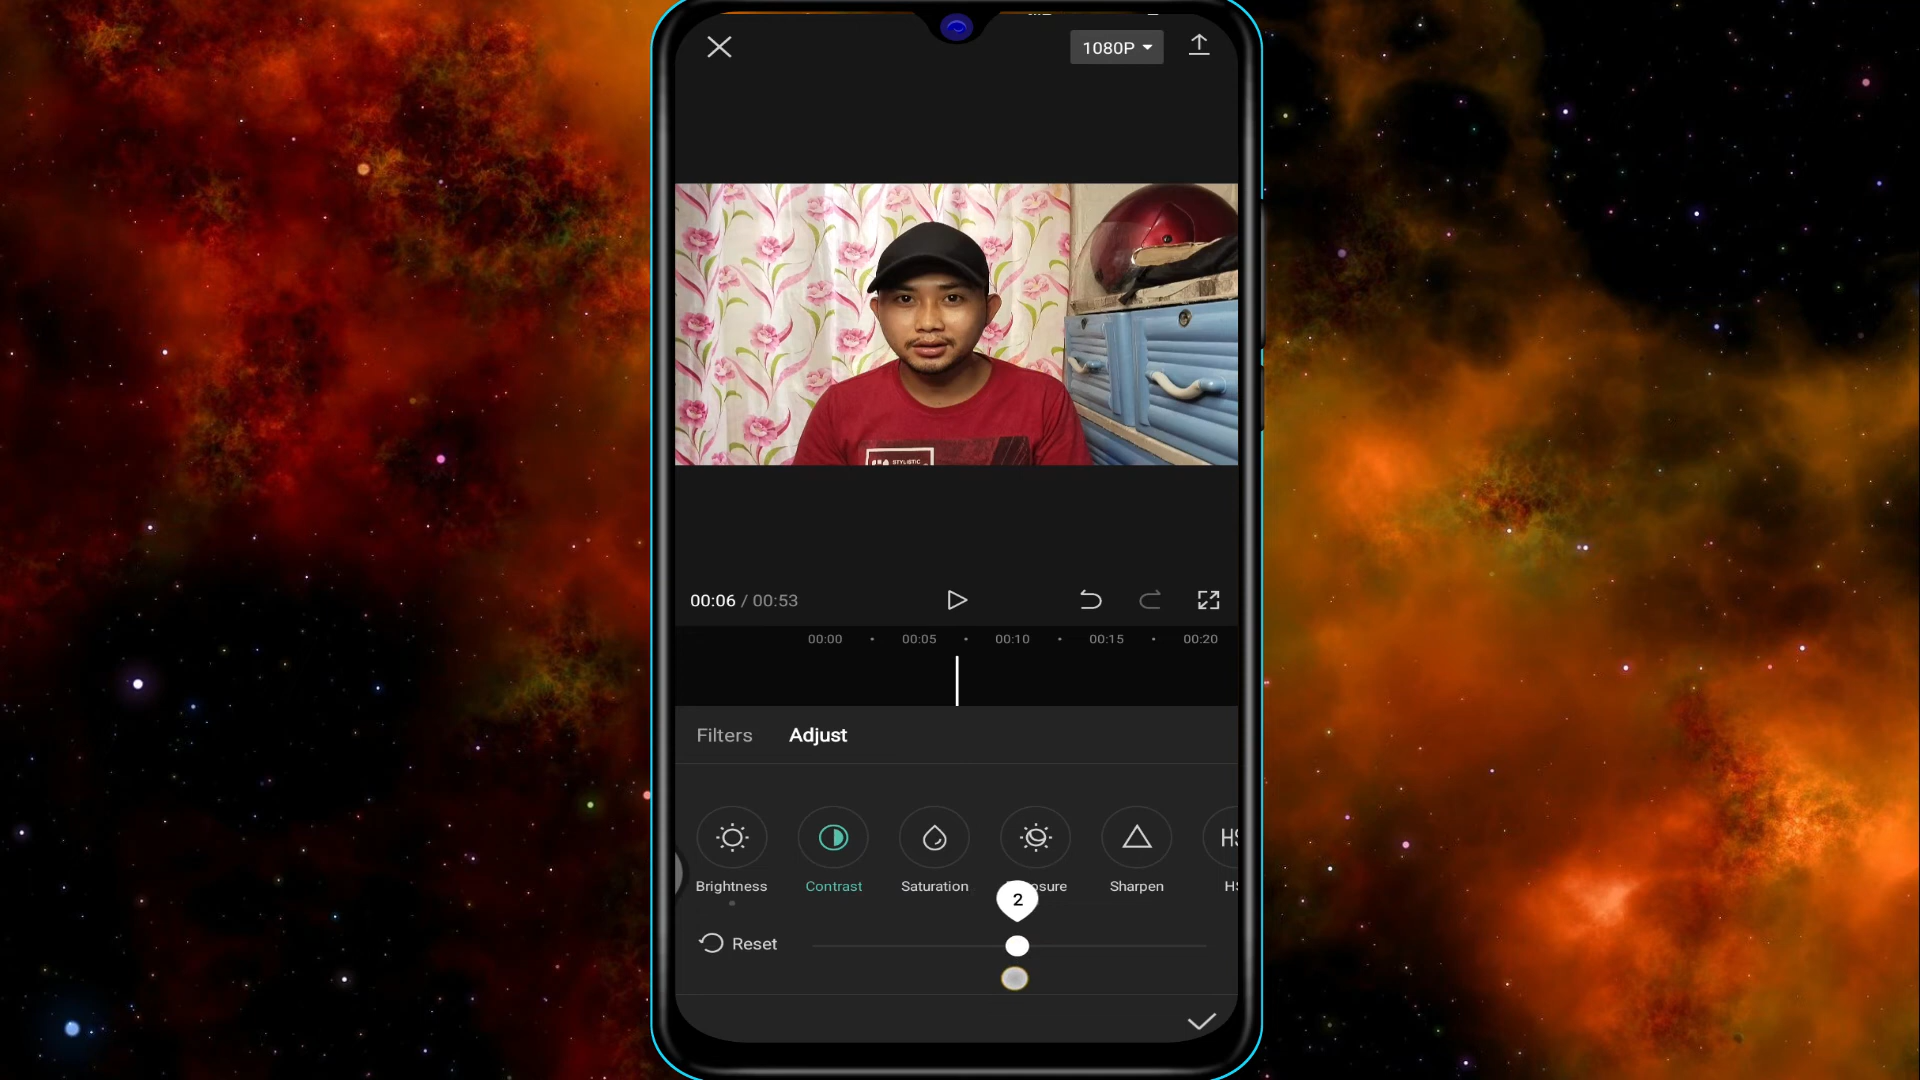 1080P
STYLISTIC
00:06 / 00:53
00:00 00:05 00:10 00:15 00:20
Filters Adjust
Brightness Contrast Saturation Sharpen
2
Reset